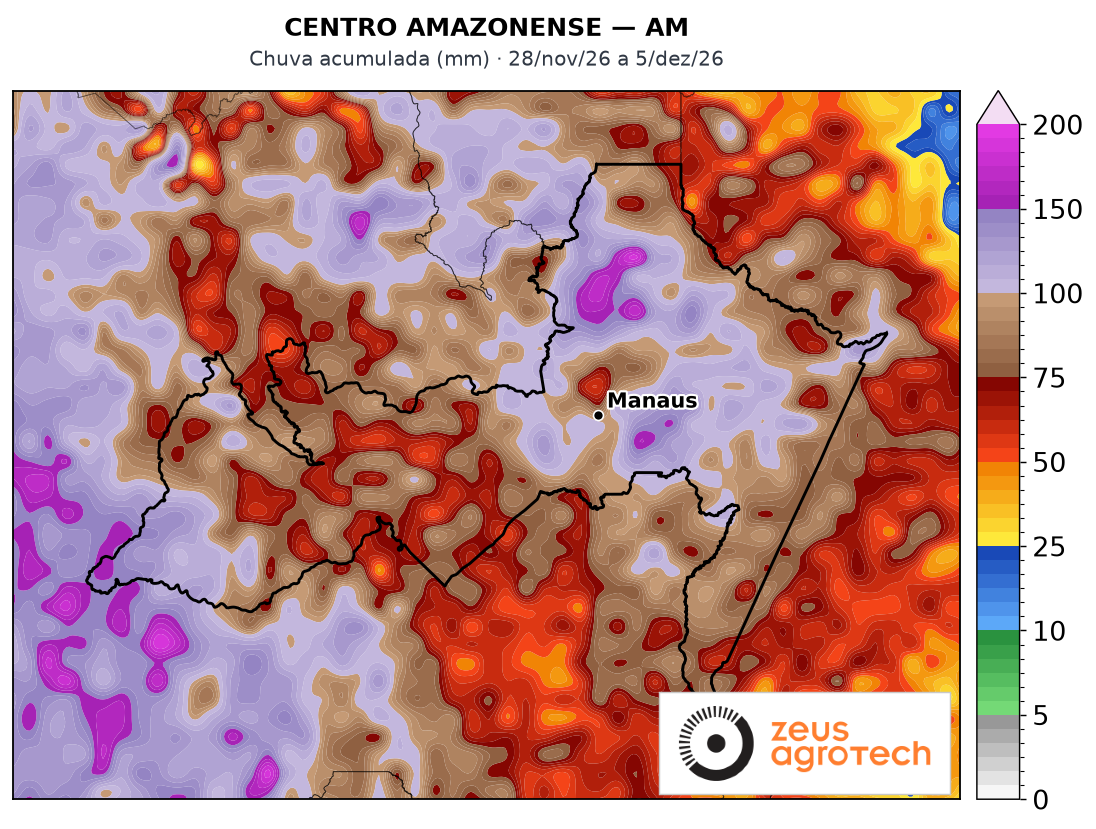 CENTRO AMAZONENSE — AM
Chuva acumulada (mm) · 28/nov/26 a 5/dez/26
Manaus
200
150
100
75
50
25
10
5
0
zeus
agrotech